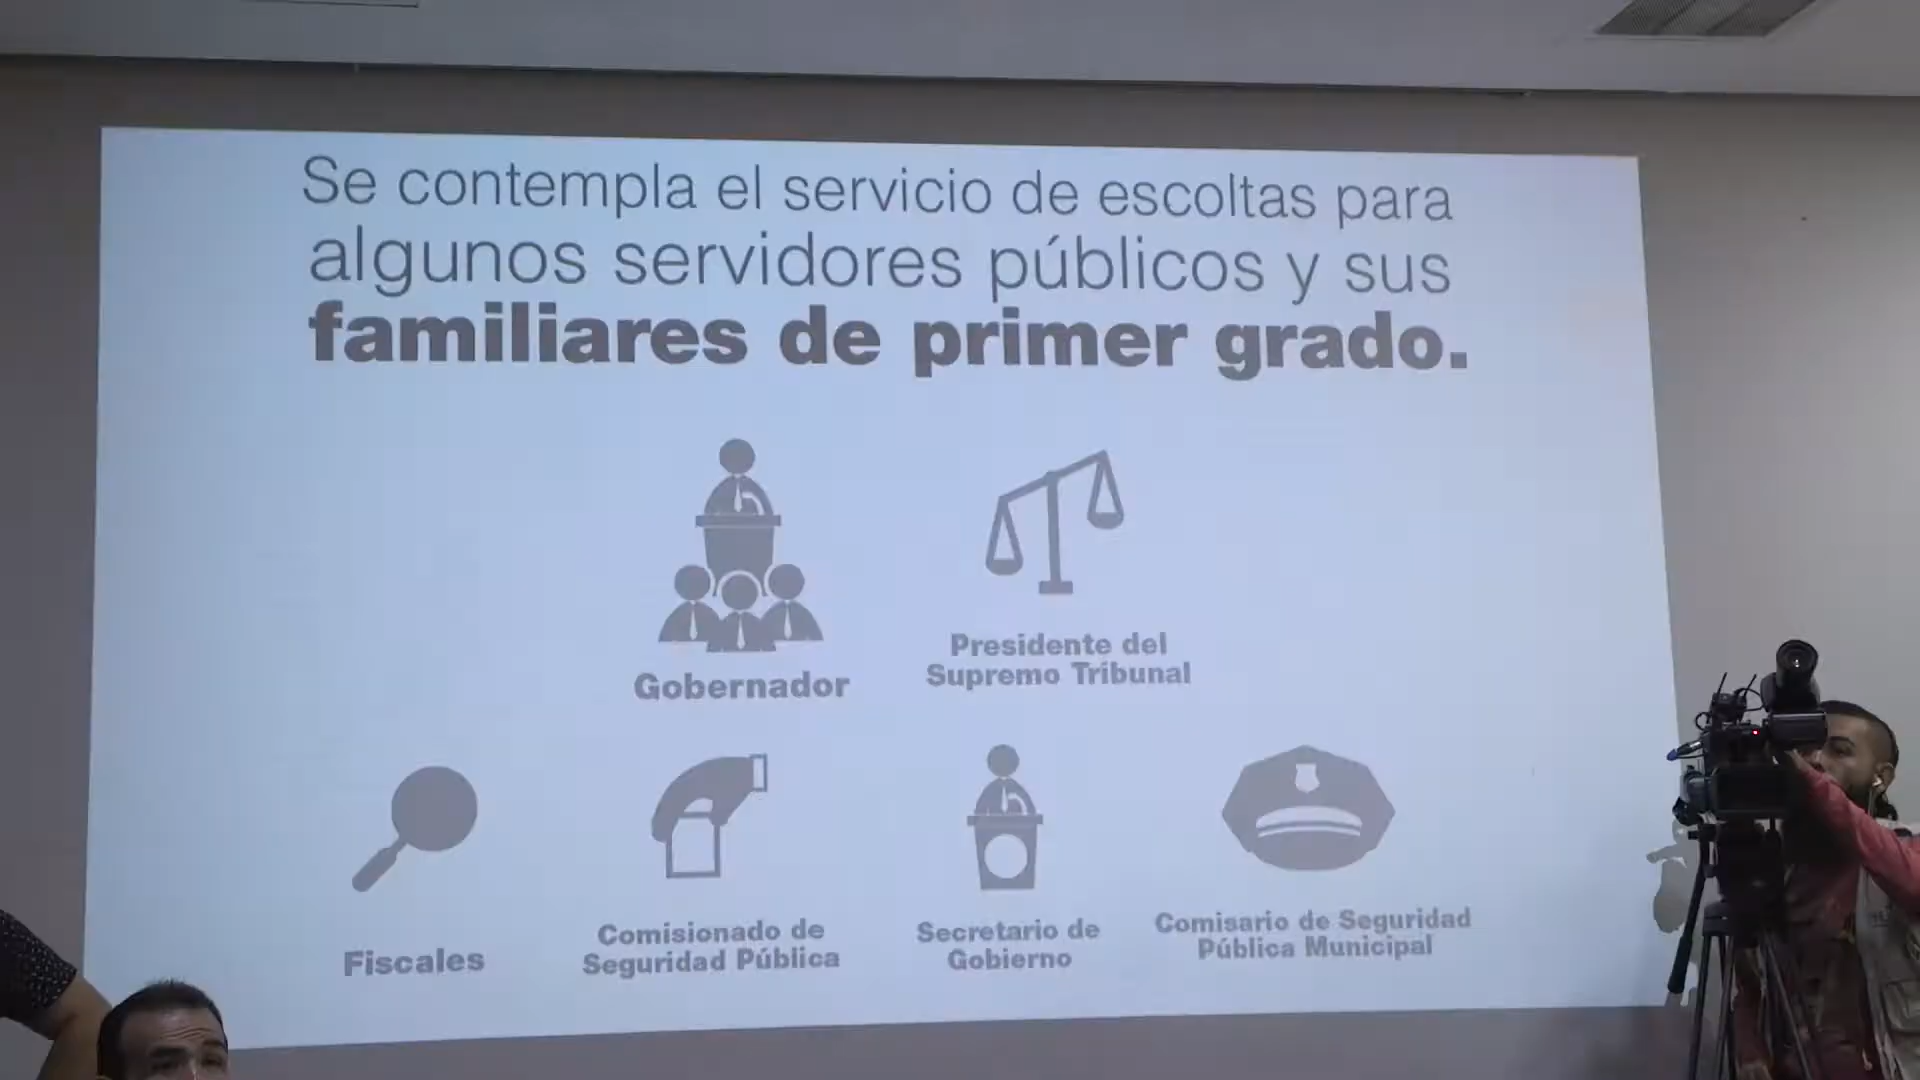 Se contempla el servicio de escoltas para
algunos servidores públicos y sus
familiares de primer grado.
Gobernador
Presidente del
Supremo Tribunal
Fiscales
Comisionado de
Seguridad Pública
Secretario de
Gobierno
Comisario de Seguridad
Pública Municipal